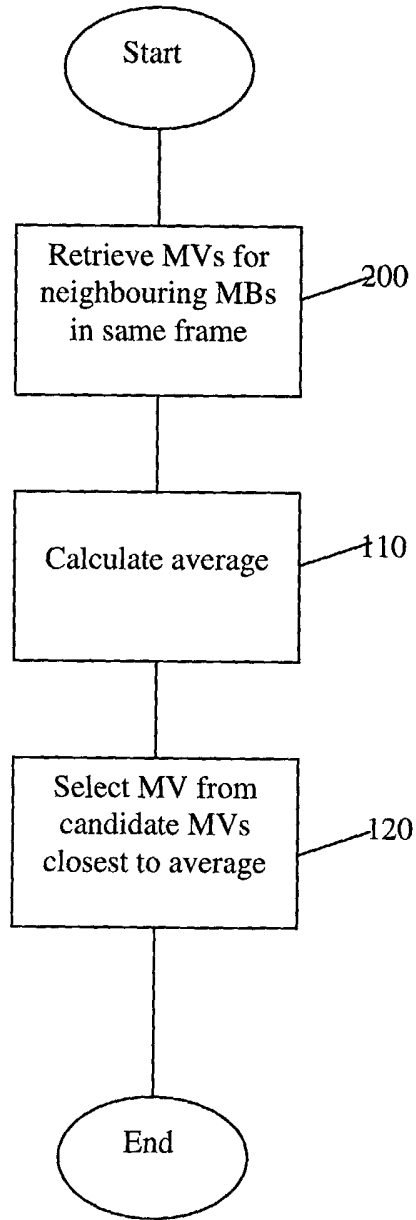 Start
Retrieve MVs for
neighbouring MBs
in same frame
200
Calculate average
110
Select MV from
candidate MVs
closest to average
120
End